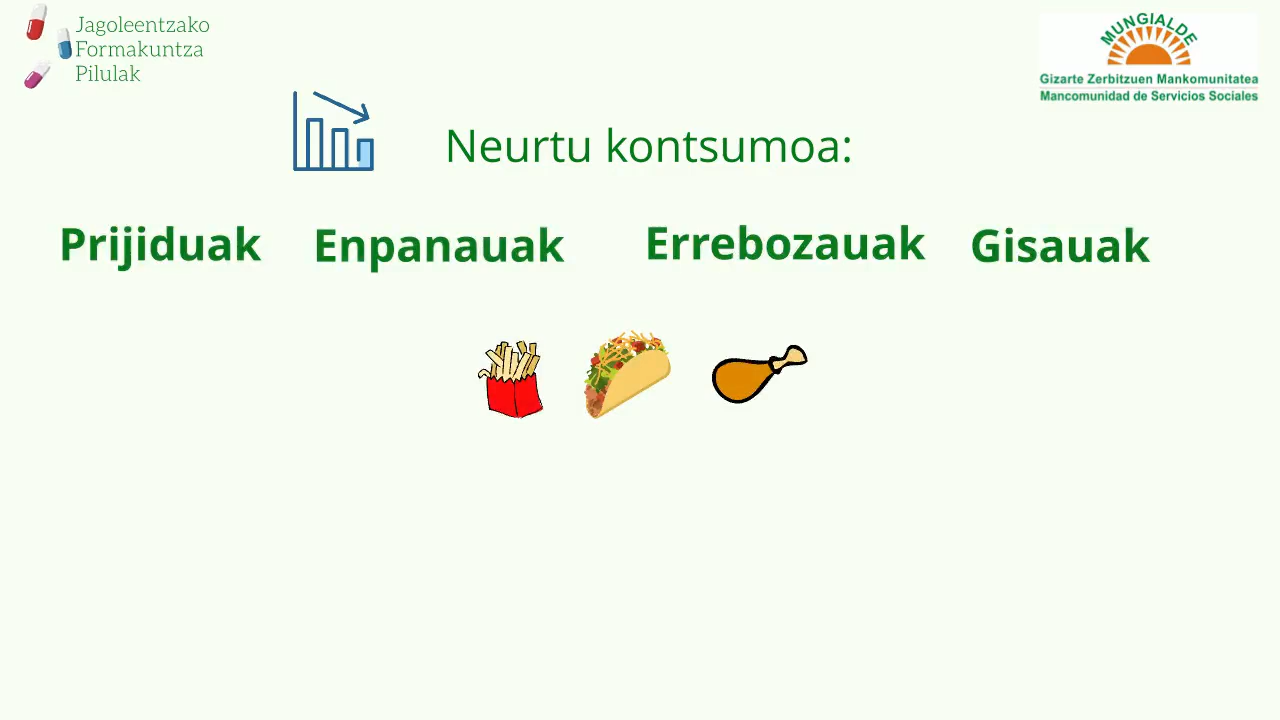 Jagoleentzako
Formakuntza
Pilulak
MUNGIALDE
Gizarte Zerbitzuen Mankomunitatea
Mancomunidad de Servicios Sociales
Neurtu kontsumoa:
Prijiduak Enpanauak Errebozauak Gisauak